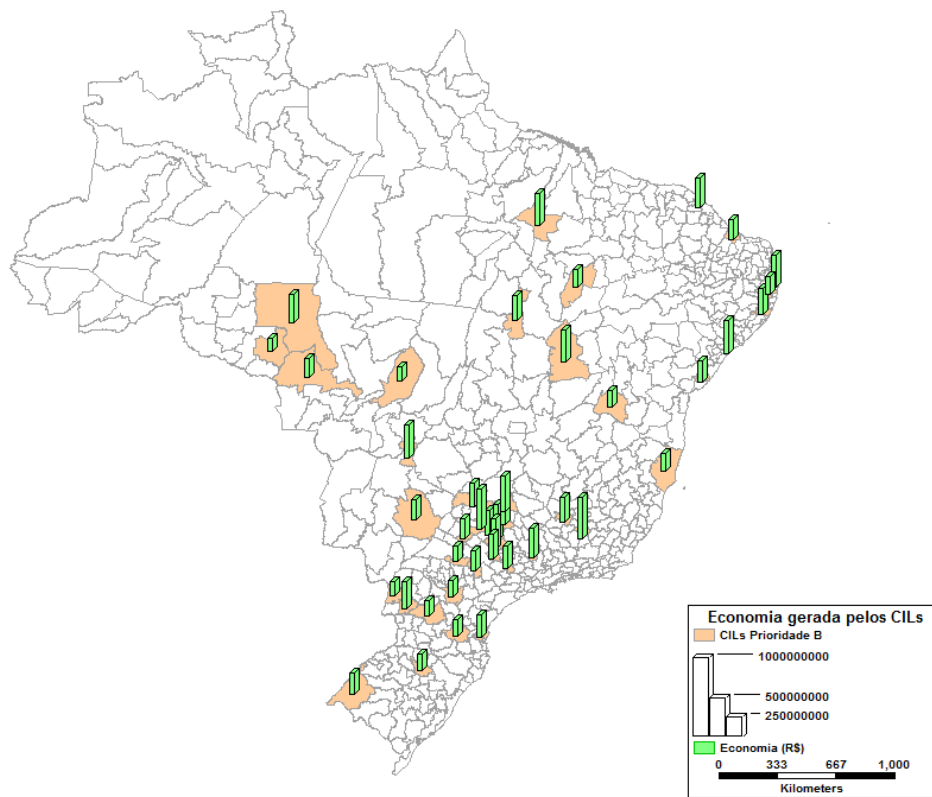 Economia gerada pelos CILs
CILs Prioridade B
1000000000
500000000
250000000
Economia (R$)
0 333 667 1,000
Kilometers